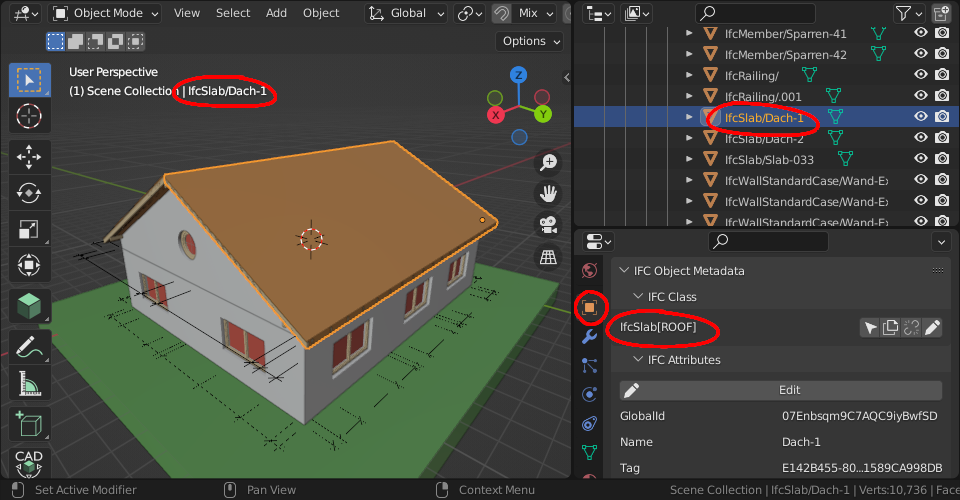 Object Mode View Select Add Object Global Mix
Options
User Perspective
(1) Scene Collection | IfcSlab/Dach-1
Z
X
Y
CAD
IfcMember/Sparren-41
IfcMember/Sparren-42
IfcRailing/
IfcRailing/.001
IfcSlab/Dach-1
IfcSlab/Dach-2
IfcSlab/Slab-033
IfcWallStandardCase/Wand-Ex
IfcWallStandardCase/Wand-Ex
IfcWallStandardCase/Wand-Ex
IFC Object Metadata
IFC Class
IfcSlab[ROOF]
IFC Attributes
Edit
GlobalId 07Enbsqm9C7AQC9iyBwfSD
Name Dach-1
Tag E142B455-80...1589CA998DB
Set Active Modifier Pan View Context Menu Scene Collection | IfcSlab/Dach-1 | Verts:10,736 | Face